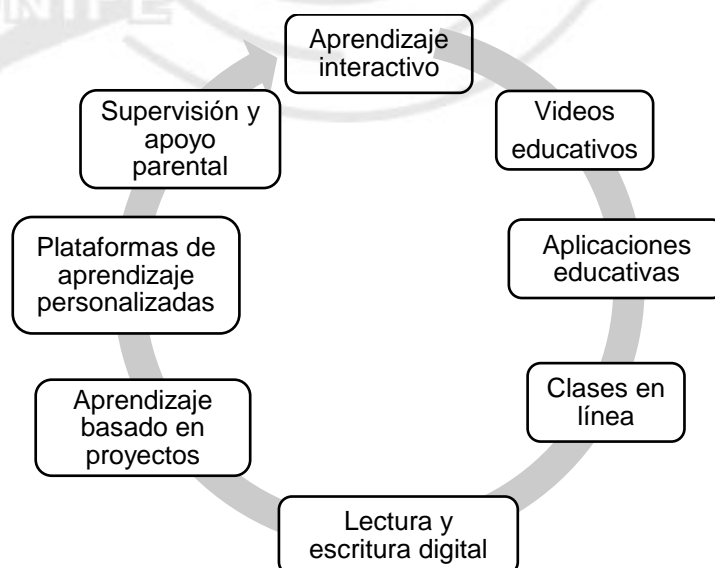 Aprendizaje
interactivo
Videos
educativos
Aplicaciones
educativas
Clases en
línea
Lectura y
escritura digital
Aprendizaje
basado en
proyectos
Plataformas de
aprendizaje
personalizadas
Supervisión y
apoyo
parental